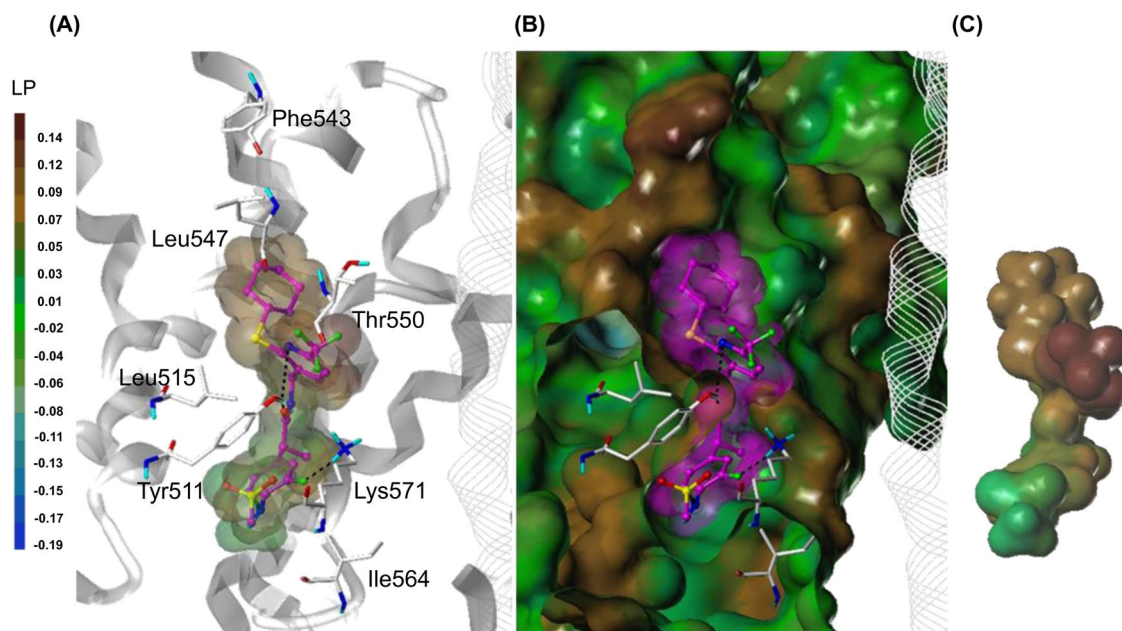 (A)
(B)
(C)
LP
0.14
0.12
0.09
0.07
0.05
0.03
0.01
-0.02
-0.04
-0.06
-0.08
-0.11
-0.13
-0.15
-0.17
-0.19
Phe543
Leu547
Thr550
Leu515
Tyr511
Lys571
Ile564